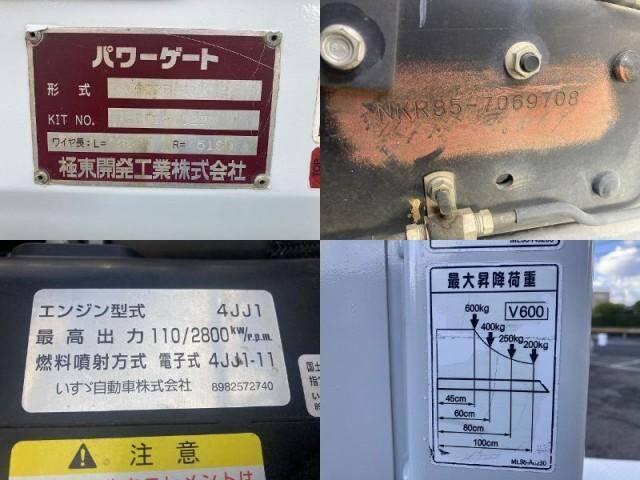 パワーゲート
形式
KIT NO.
ワイヤ長:L= R=
極東開発工業株式会社
NKR85-7069708
エンジン型式 4JJ1
最高出力 110/2800 kw/r.p.m.
燃料噴射方式 電子式 4JJ1-11
いすゞ自動車株式会社 8982572740
注意
最大昇降荷重
V600
600kg
400kg
250kg
200kg
45cm
60cm
80cm
100cm